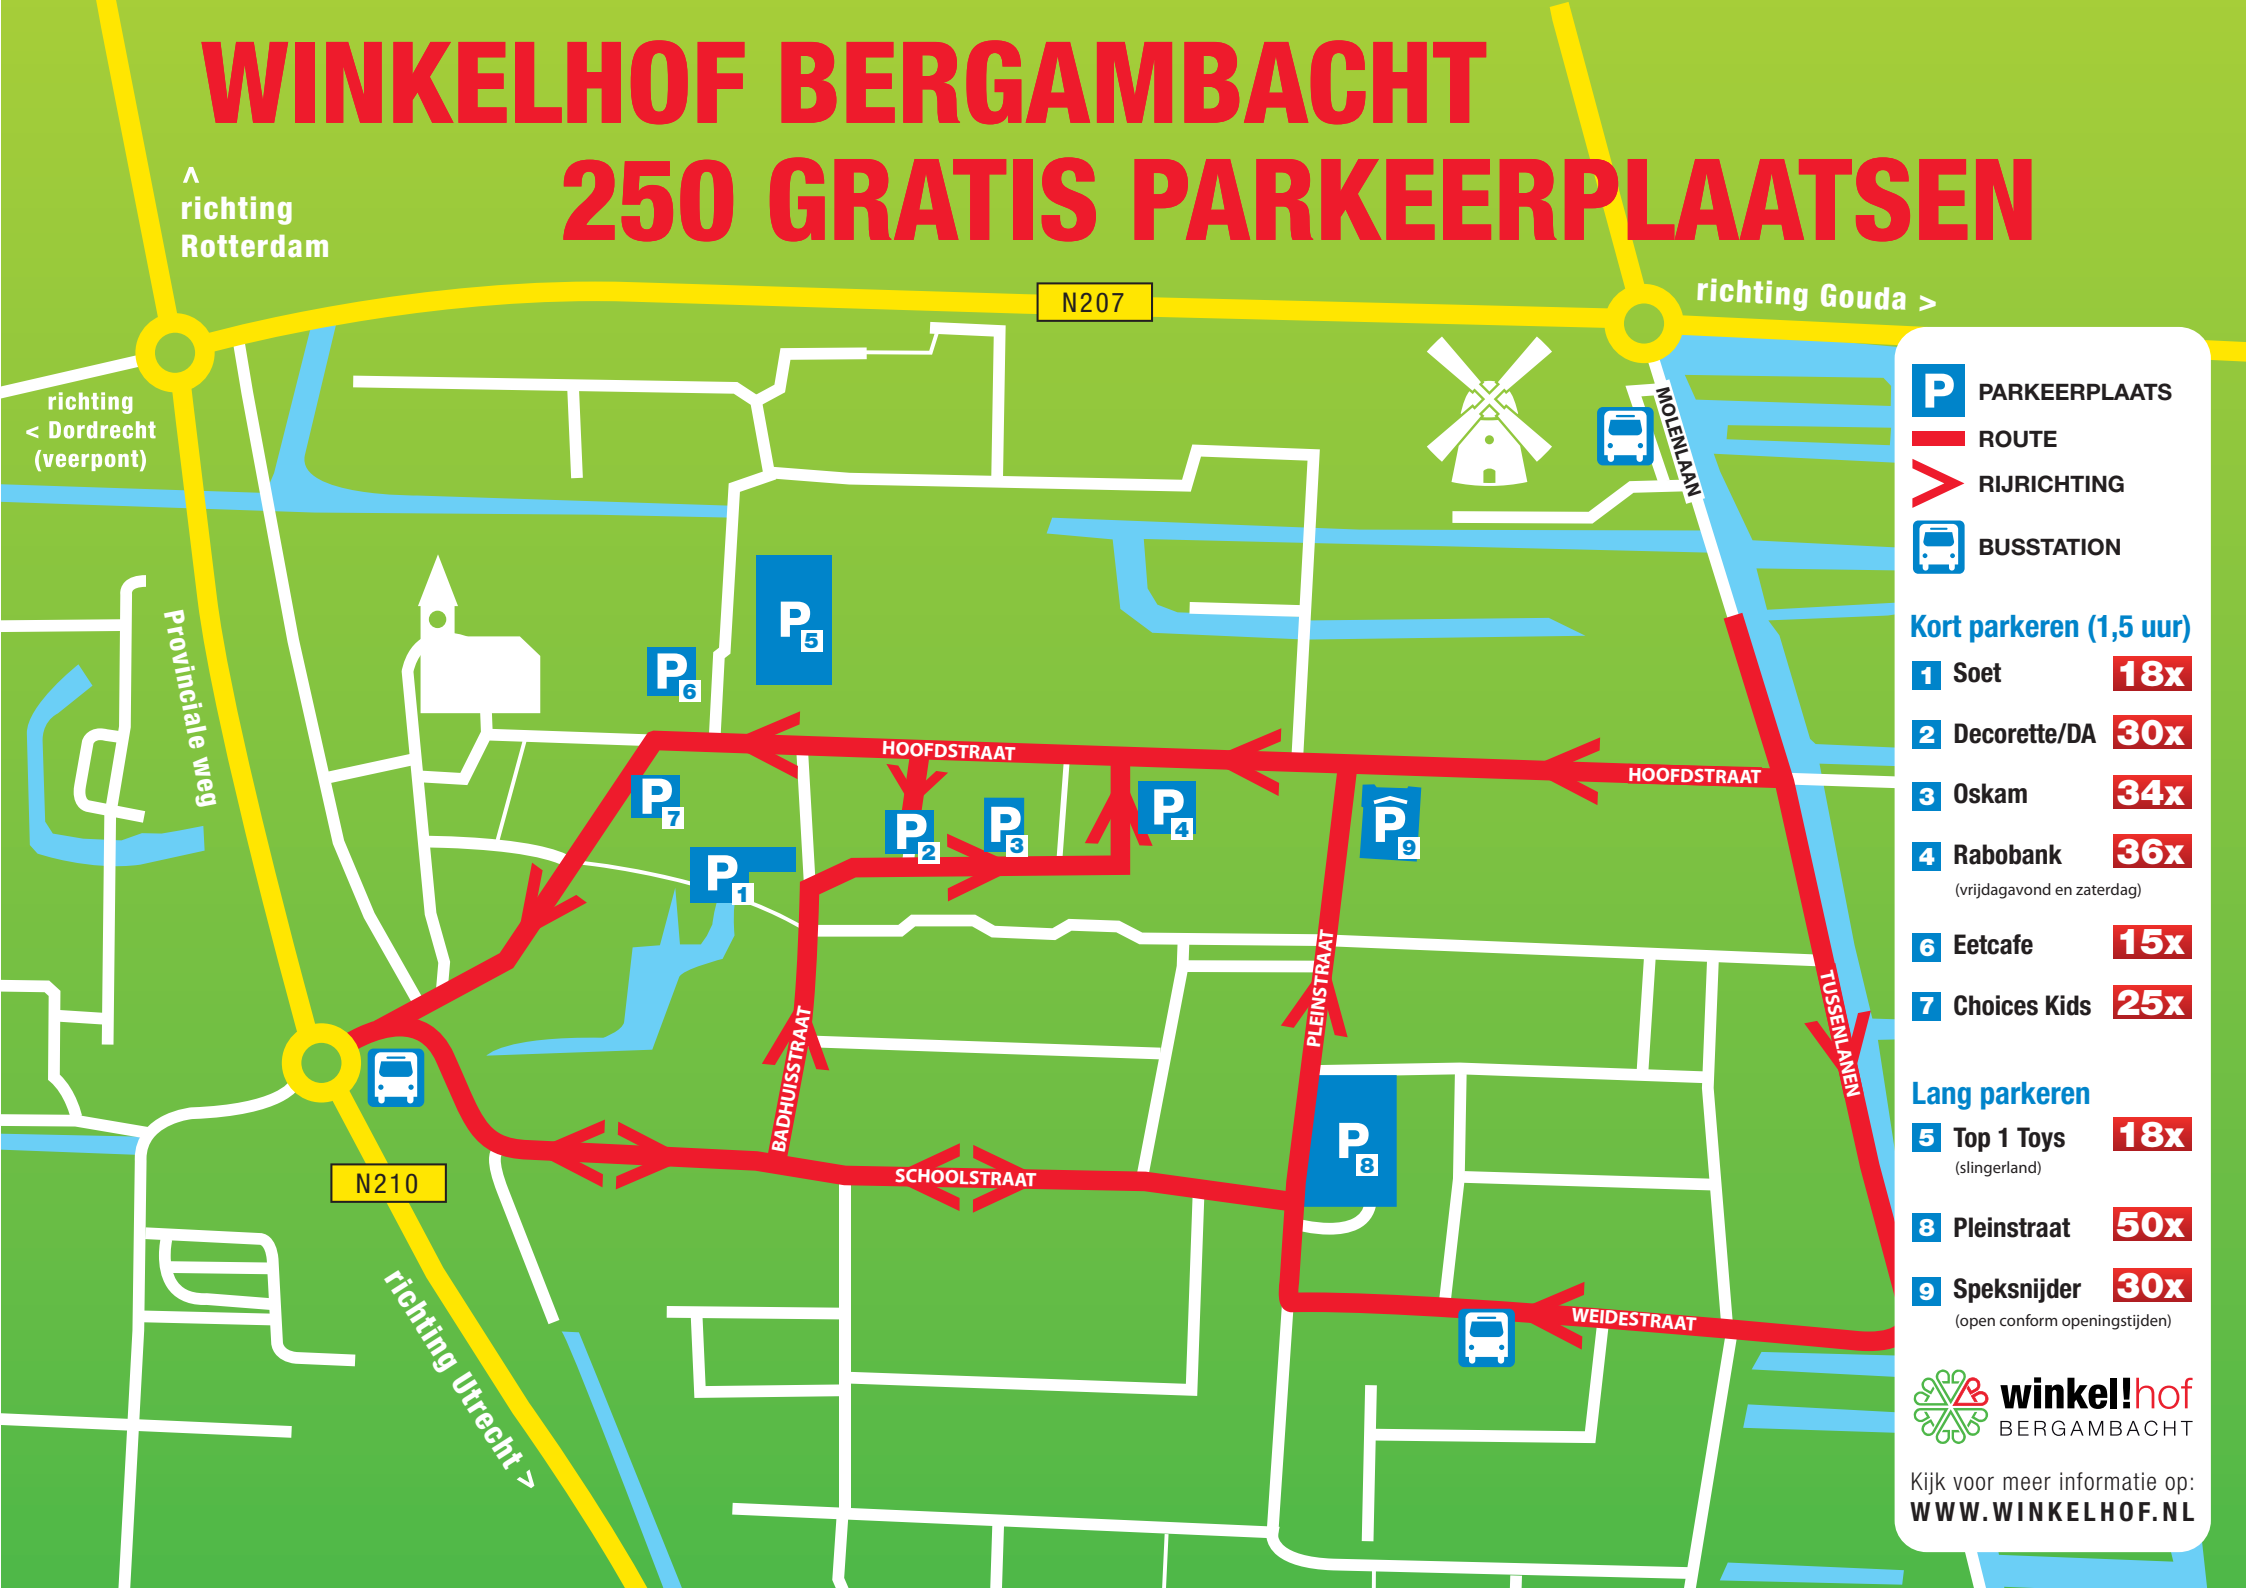 WINKELHOF BERGAMBACHT
250 GRATIS PARKEERPLAATSEN
^
richting
Rotterdam
N207
richting Gouda >
richting
< Dordrecht
(veerpont)
MOLENLAAN
Provinciale weg
P
5
P
6
HOOFDSTRAAT
HOOFDSTRAAT
P
7
P
2
P
3
P
4
P
9
P
1
PLEINSTRAAT
TUSSENLANEN
BADHUISSTRAAT
P
8
SCHOOLSTRAAT
N210
richting Utrecht >
WEIDESTRAAT
P PARKEERPLAATS
ROUTE
RIJRICHTING
BUSSTATION
Kort parkeren (1,5 uur)
1 Soet 18x
2 Decorette/DA 30x
3 Oskam 34x
4 Rabobank 36x
(vrijdagavond en zaterdag)
6 Eetcafe 15x
7 Choices Kids 25x
Lang parkeren
5 Top 1 Toys 18x
(slingerland)
8 Pleinstraat 50x
9 Speksnijder 30x
(open conform openingstijden)
winkel!hof
BERGAMBACHT
Kijk voor meer informatie op:
WWW.WINKELHOF.NL